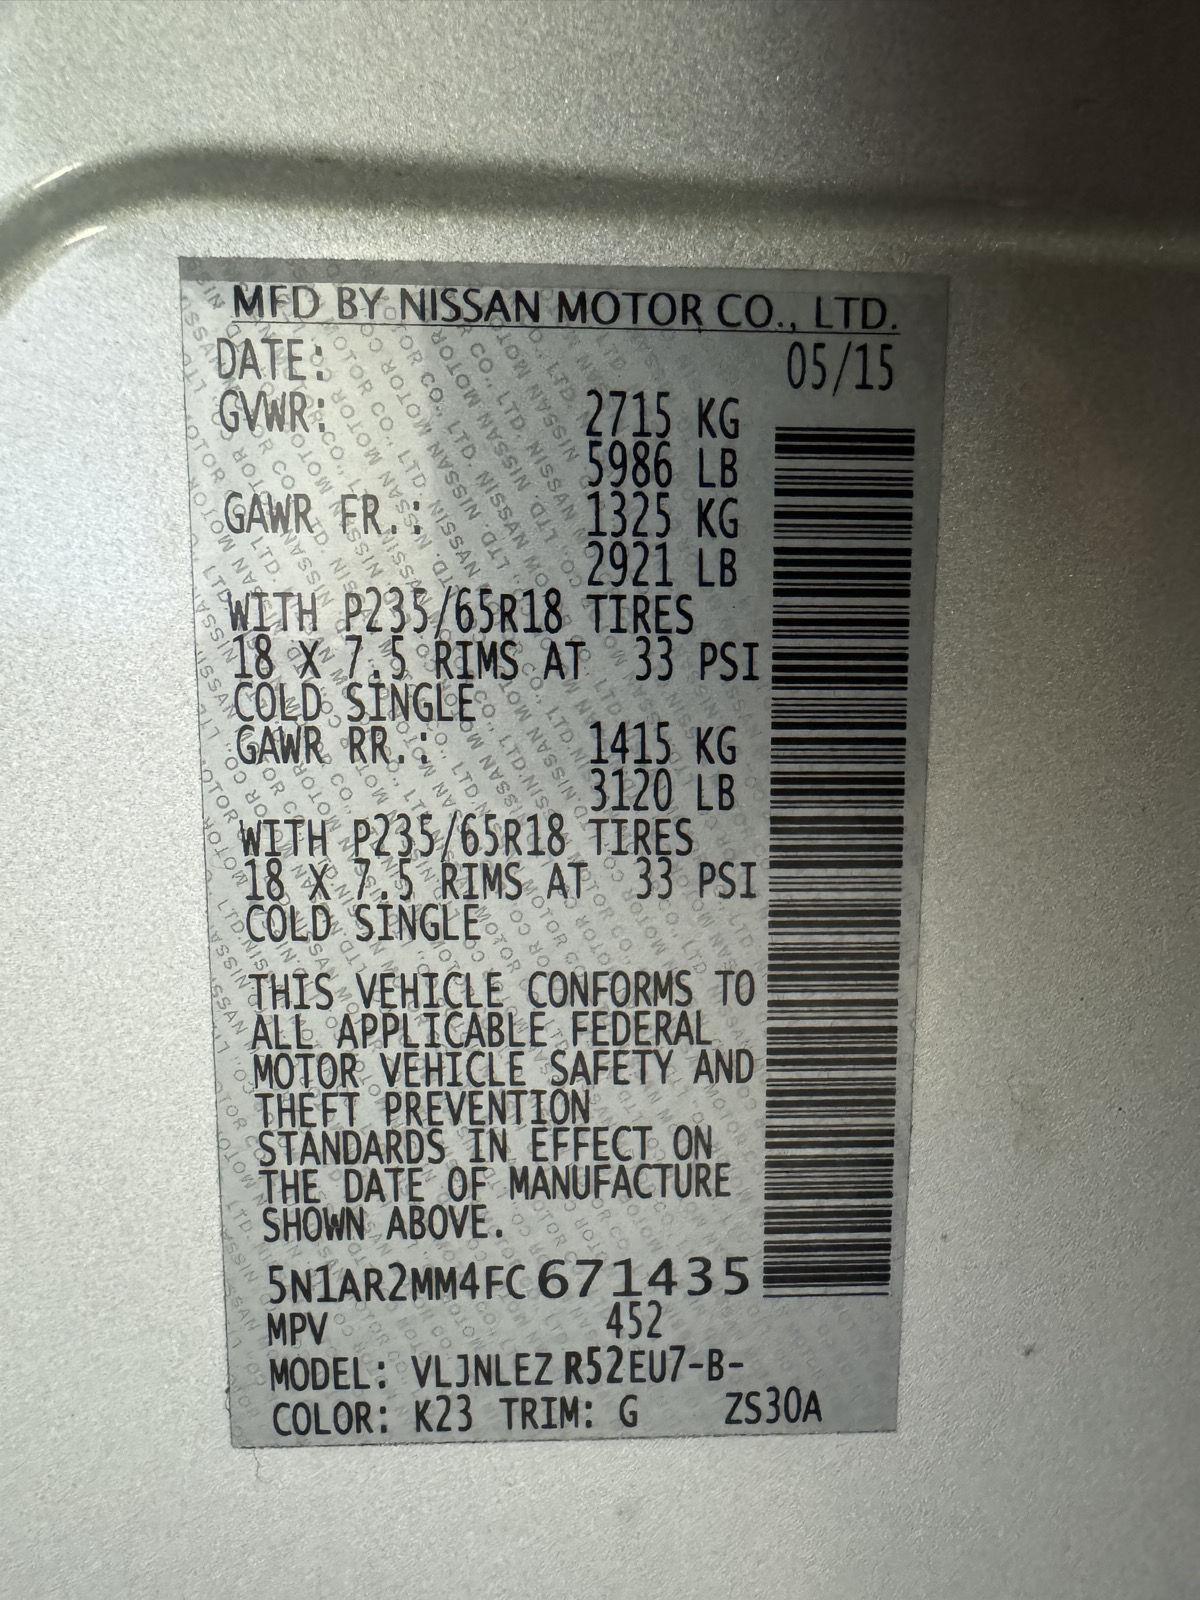 MFD BY NISSAN MOTOR CO., LTD.
DATE: 05/15
GVWR: 2715 KG
5986 LB
GAWR FR.: 1325 KG
2921 LB
WITH P235/65R18 TIRES
18 X 7.5 RIMS AT 33 PSI
COLD SINGLE
GAWR RR.: 1415 KG
3120 LB
WITH P235/65R18 TIRES
18 X 7.5 RIMS AT 33 PSI
COLD SINGLE
THIS VEHICLE CONFORMS TO
ALL APPLICABLE FEDERAL
MOTOR VEHICLE SAFETY AND
THEFT PREVENTION
STANDARDS IN EFFECT ON
THE DATE OF MANUFACTURE
SHOWN ABOVE.
5N1AR2MM4FC671435
MPV 452
MODEL: VLJNLEZ R52EU7-B-
COLOR: K23 TRIM: G ZS30A